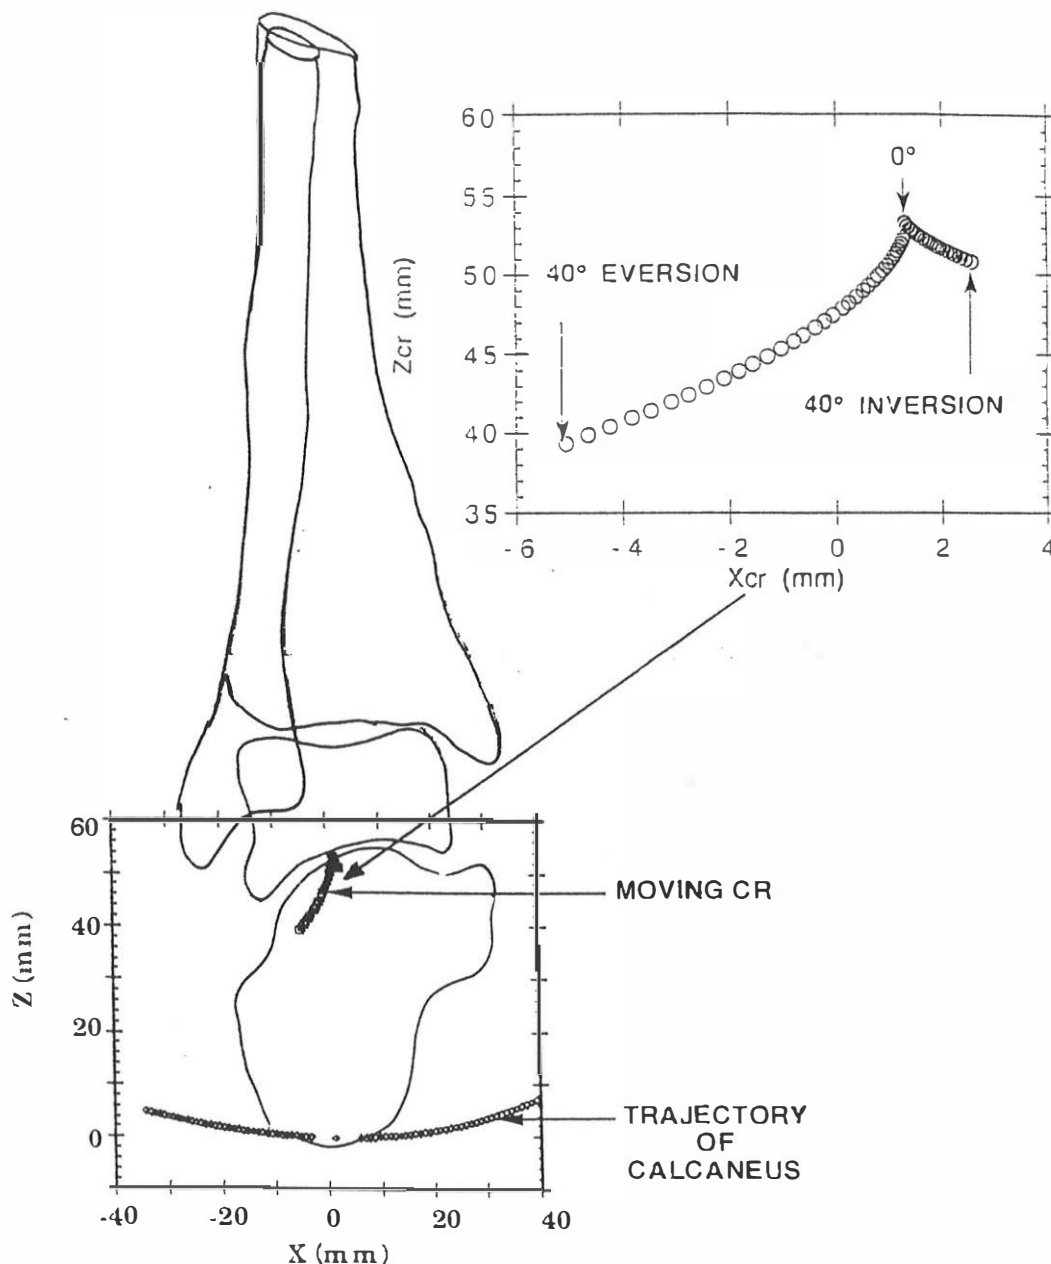 60
55
50
45
40
35
Zcr (mm)
0°
40° EVERSION
40° INVERSION
-6
-4
-2
0
2
4
Xcr (mm)
60
40
20
0
Z (mm)
MOVING CR
TRAJECTORY
OF
CALCANEUS
-40
-20
0
20
40
X (mm)